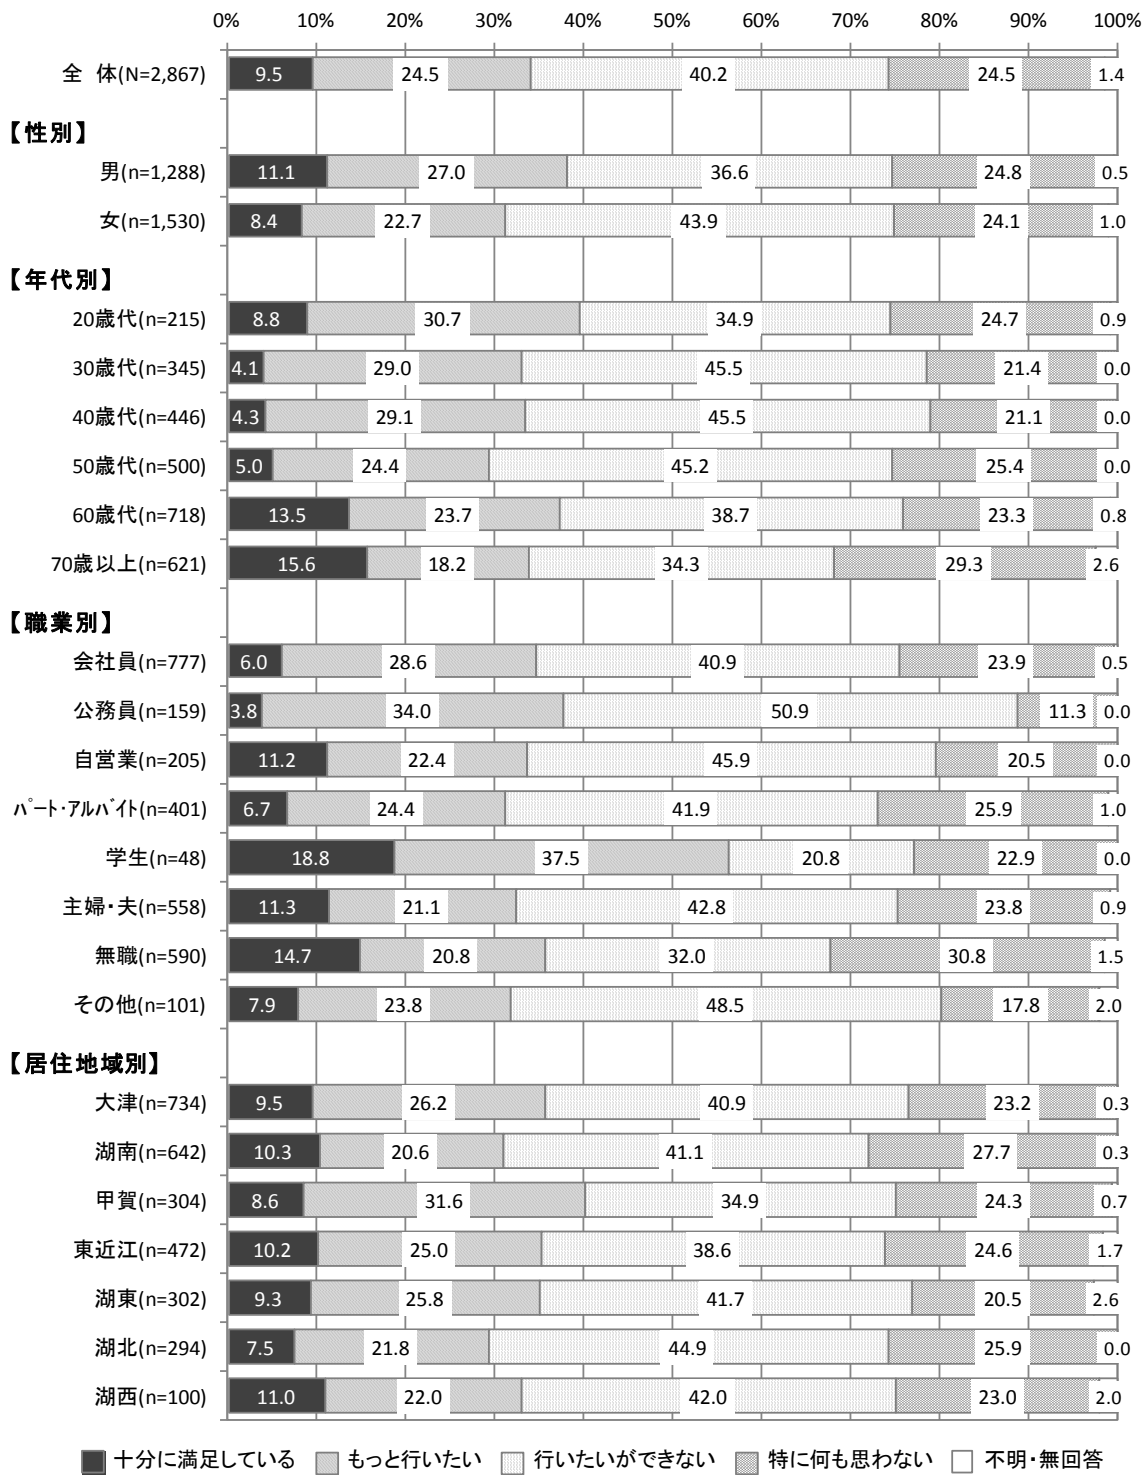 0% 10% 20% 30% 40% 50% 60% 70% 80% 90% 100%
全 体(N=2,867) 9.5 24.5 40.2 24.5 1.4
【性別】
男(n=1,288) 11.1 27.0 36.6 24.8 0.5
女(n=1,530) 8.4 22.7 43.9 24.1 1.0
【年代別】
20歳代(n=215) 8.8 30.7 34.9 24.7 0.9
30歳代(n=345) 4.1 29.0 45.5 21.4 0.0
40歳代(n=446) 4.3 29.1 45.5 21.1 0.0
50歳代(n=500) 5.0 24.4 45.2 25.4 0.0
60歳代(n=718) 13.5 23.7 38.7 23.3 0.8
70歳以上(n=621) 15.6 18.2 34.3 29.3 2.6
【職業別】
会社員(n=777) 6.0 28.6 40.9 23.9 0.5
公務員(n=159) 3.8 34.0 50.9 11.3 0.0
自営業(n=205) 11.2 22.4 45.9 20.5 0.0
ﾊﾟｰﾄ･ｱﾙﾊﾞｲﾄ(n=401) 6.7 24.4 41.9 25.9 1.0
学生(n=48) 18.8 37.5 20.8 22.9 0.0
主婦・夫(n=558) 11.3 21.1 42.8 23.8 0.9
無職(n=590) 14.7 20.8 32.0 30.8 1.5
その他(n=101) 7.9 23.8 48.5 17.8 2.0
【居住地域別】
大津(n=734) 9.5 26.2 40.9 23.2 0.3
湖南(n=642) 10.3 20.6 41.1 27.7 0.3
甲賀(n=304) 8.6 31.6 34.9 24.3 0.7
東近江(n=472) 10.2 25.0 38.6 24.6 1.7
湖東(n=302) 9.3 25.8 41.7 20.5 2.6
湖北(n=294) 7.5 21.8 44.9 25.9 0.0
湖西(n=100) 11.0 22.0 42.0 23.0 2.0
十分に満足している もっと行いたい 行いたいができない 特に何も思わない 不明・無回答